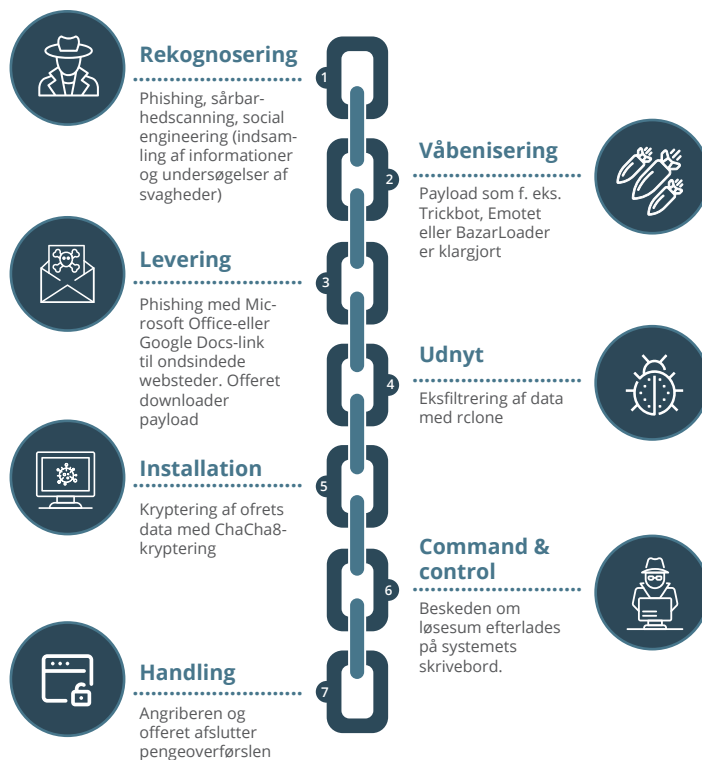 1
Rekognosering
Phishing, sårbar-
hedscanning, social
engineering (indsam-
ling af informationer
og undersøgelser af
svagheder)
2
Våbenisering
Payload som f. eks.
Trickbot, Emotet
eller BazarLoader
er klargjort
3
Levering
Phishing med Mic-
rosoft Office-eller
Google Docs-link
til ondsindede
websteder. Offeret
downloader
payload
4
Udnyt
Eksfiltrering af data
med rclone
5
Installation
Kryptering af ofrets
data med ChaCha8-
kryptering
6
Command &
control
Beskeden om
løsesum efterlades
på systemets
skrivebord.
7
Handling
Angriberen og
offeret afslutter
pengeoverførslen